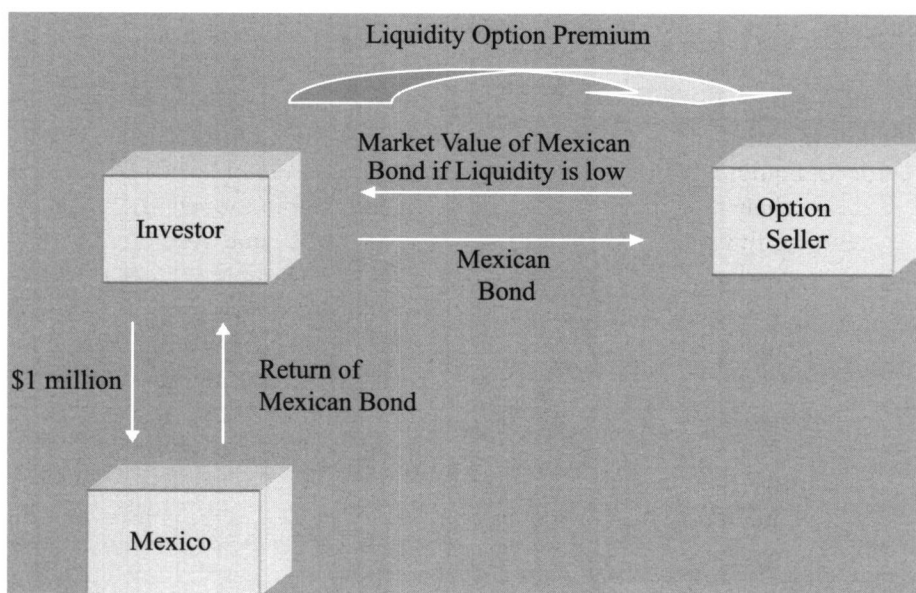 Liquidity Option Premium
Market Value of Mexican
Bond if Liquidity is low
Investor
Option
Seller
Mexican
Bond
$1 million
Return of
Mexican Bond
Mexico